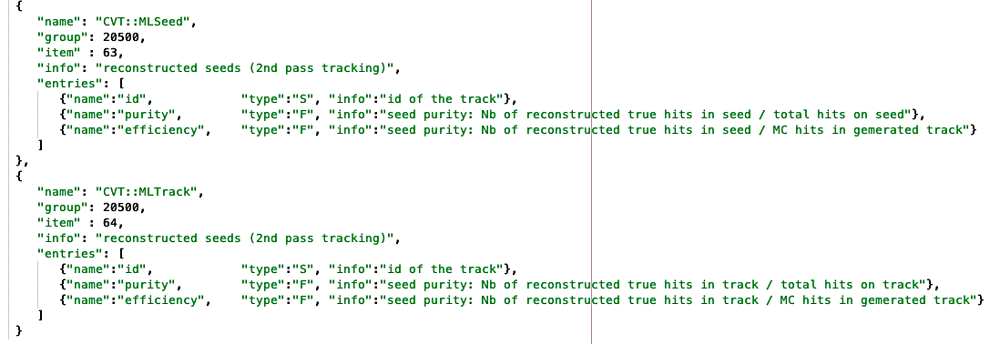 {
"name": "CVT::MLSeed",
"group": 20500,
"item" : 63,
"info": "reconstructed seeds (2nd pass tracking)",
"entries": [
{"name":"id", "type":"S", "info":"id of the track"},
{"name":"purity", "type":"F", "info":"seed purity: Nb of reconstructed true hits in seed / total hits on seed"},
{"name":"efficiency", "type":"F", "info":"seed purity: Nb of reconstructed true hits in seed / MC hits in gemerated track"}
]
},
{
"name": "CVT::MLTrack",
"group": 20500,
"item" : 64,
"info": "reconstructed seeds (2nd pass tracking)",
"entries": [
{"name":"id", "type":"S", "info":"id of the track"},
{"name":"purity", "type":"F", "info":"seed purity: Nb of reconstructed true hits in track / total hits on track"},
{"name":"efficiency", "type":"F", "info":"seed purity: Nb of reconstructed true hits in track / MC hits in gemerated track"}
]
}